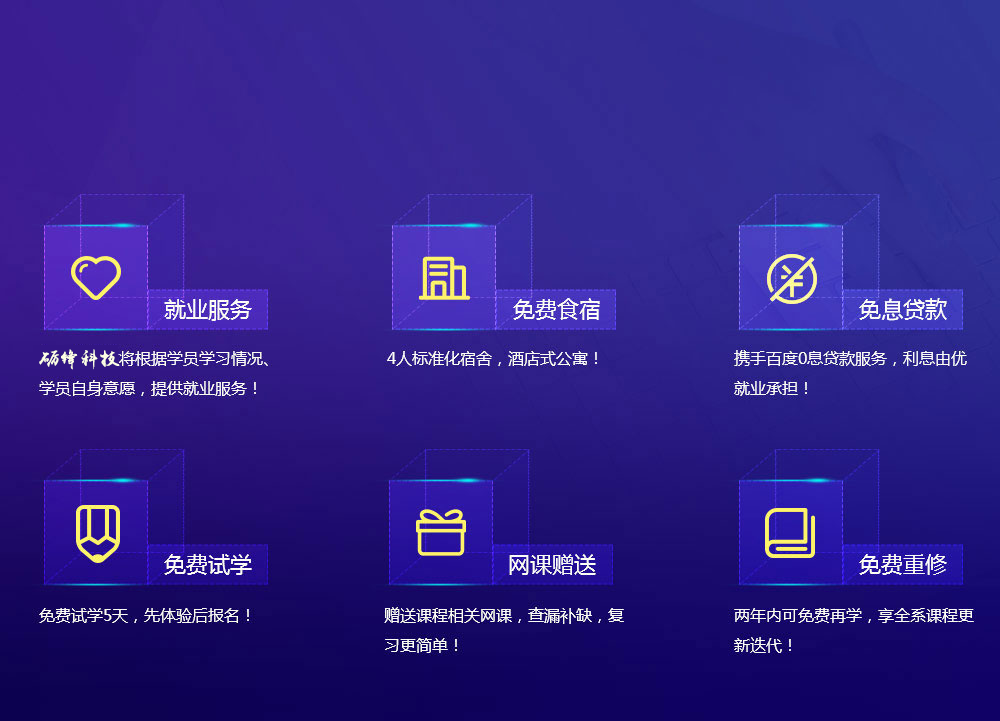 就业服务
砺锋科技将根据学员学习情况、
学员自身意愿，提供就业服务！
免费食宿
4人标准化宿舍，酒店式公寓！
免息贷款
携手百度0息贷款服务，利息由优
就业承担！
免费试学
免费试学5天，先体验后报名！
网课赠送
赠送课程相关网课，查漏补缺，复
习更简单！
免费重修
两年内可免费再学，享全系课程更
新迭代！